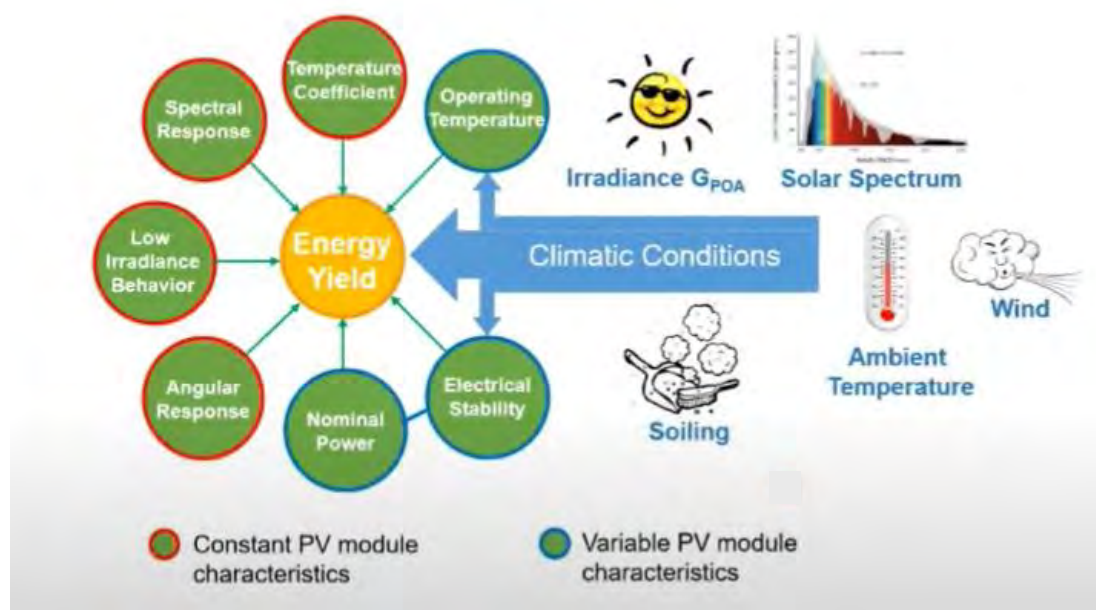 Temperature
Coefficient
Spectral
Response
Operating
Temperature
Irradiance G_POA
Solar Spectrum
Low
Irradiance
Behavior
Energy
Yield
Climatic Conditions
Wind
Ambient
Temperature
Angular
Response
Nominal
Power
Electrical
Stability
Soiling
Constant PV module
characteristics
Variable PV module
characteristics